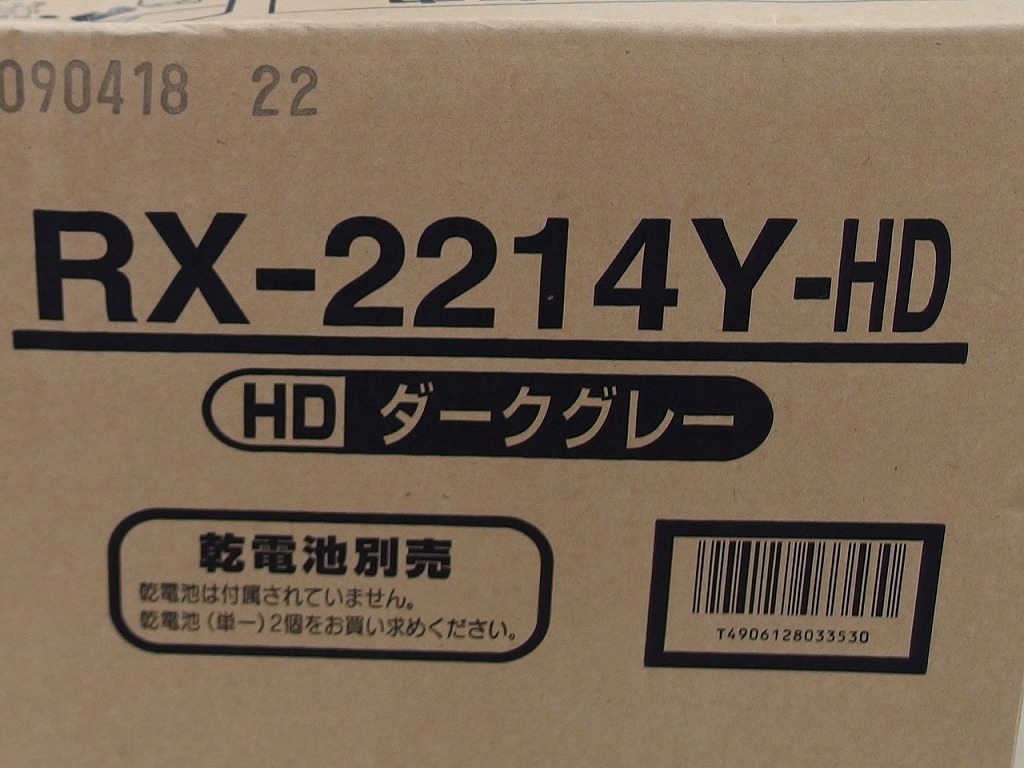 090418 22
RX-2214Y-HD
HD ダークグレー
乾電池別売
乾電池は付属されていません。
乾電池(単一)2個をお買い求めください。
T4906128033530